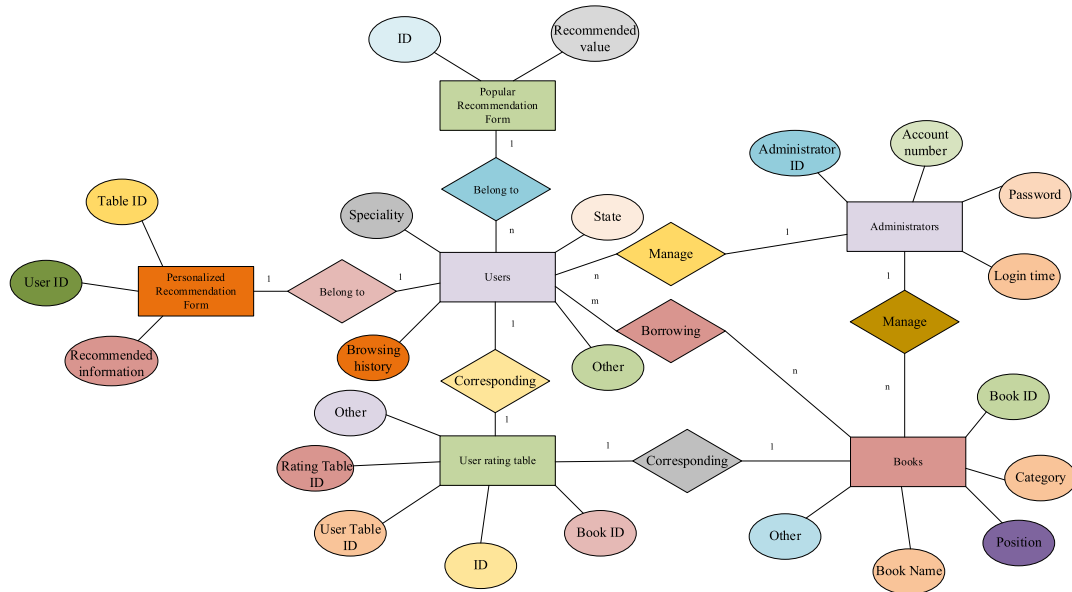 ID
Recommended
value
Popular
Recommendation
Form
1
Belong to
n
Administrator
ID
Account
number
Password
Administrators
Login time
Table ID
Speciality
State
Manage
1
n
User ID
Personalized
Recommendation
Form
1
Belong to
1
Users
m
1
Manage
n
Recommended
information
Browsing
history
1
Borrowing
n
Other
Corresponding
1
Book ID
Other
Rating Table
ID
User rating table
1
Corresponding
1
Books
Category
User Table
ID
ID
Book ID
Other
Book Name
Position